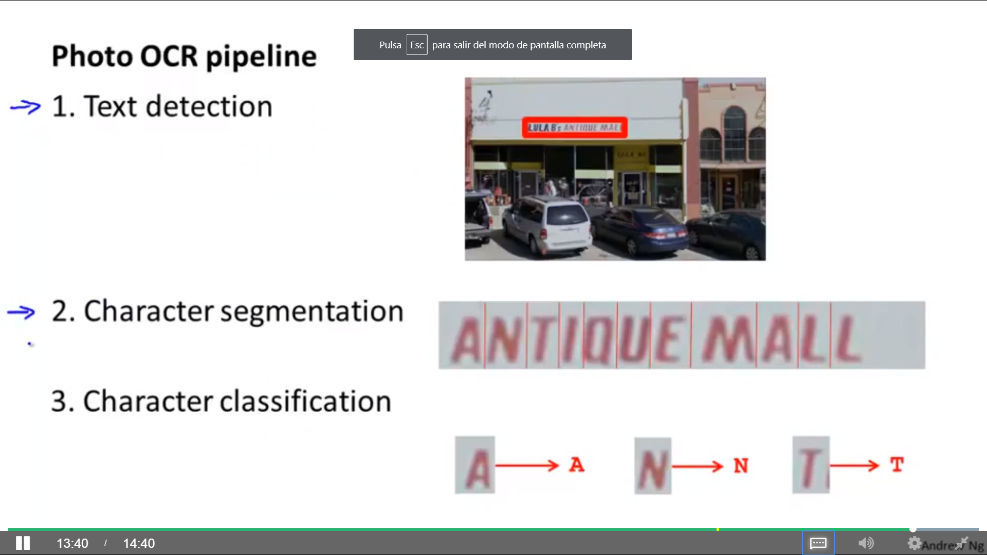 Photo OCR pipeline
Pulsa Esc para salir del modo de pantalla completa
1. Text detection
LULA B's ANTIQUE MALL
2. Character segmentation
ANTIQUE MALL
3. Character classification
A A N N T T
13:40 / 14:40
Andrew Ng